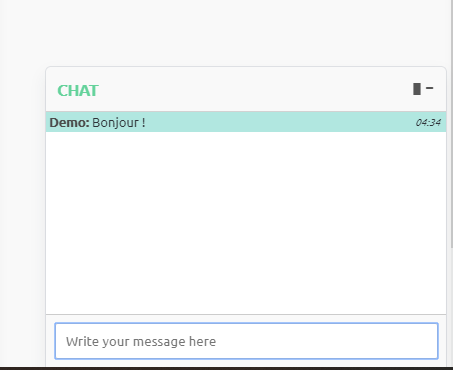 CHAT
Demo: Bonjour ! 04:34
Write your message here